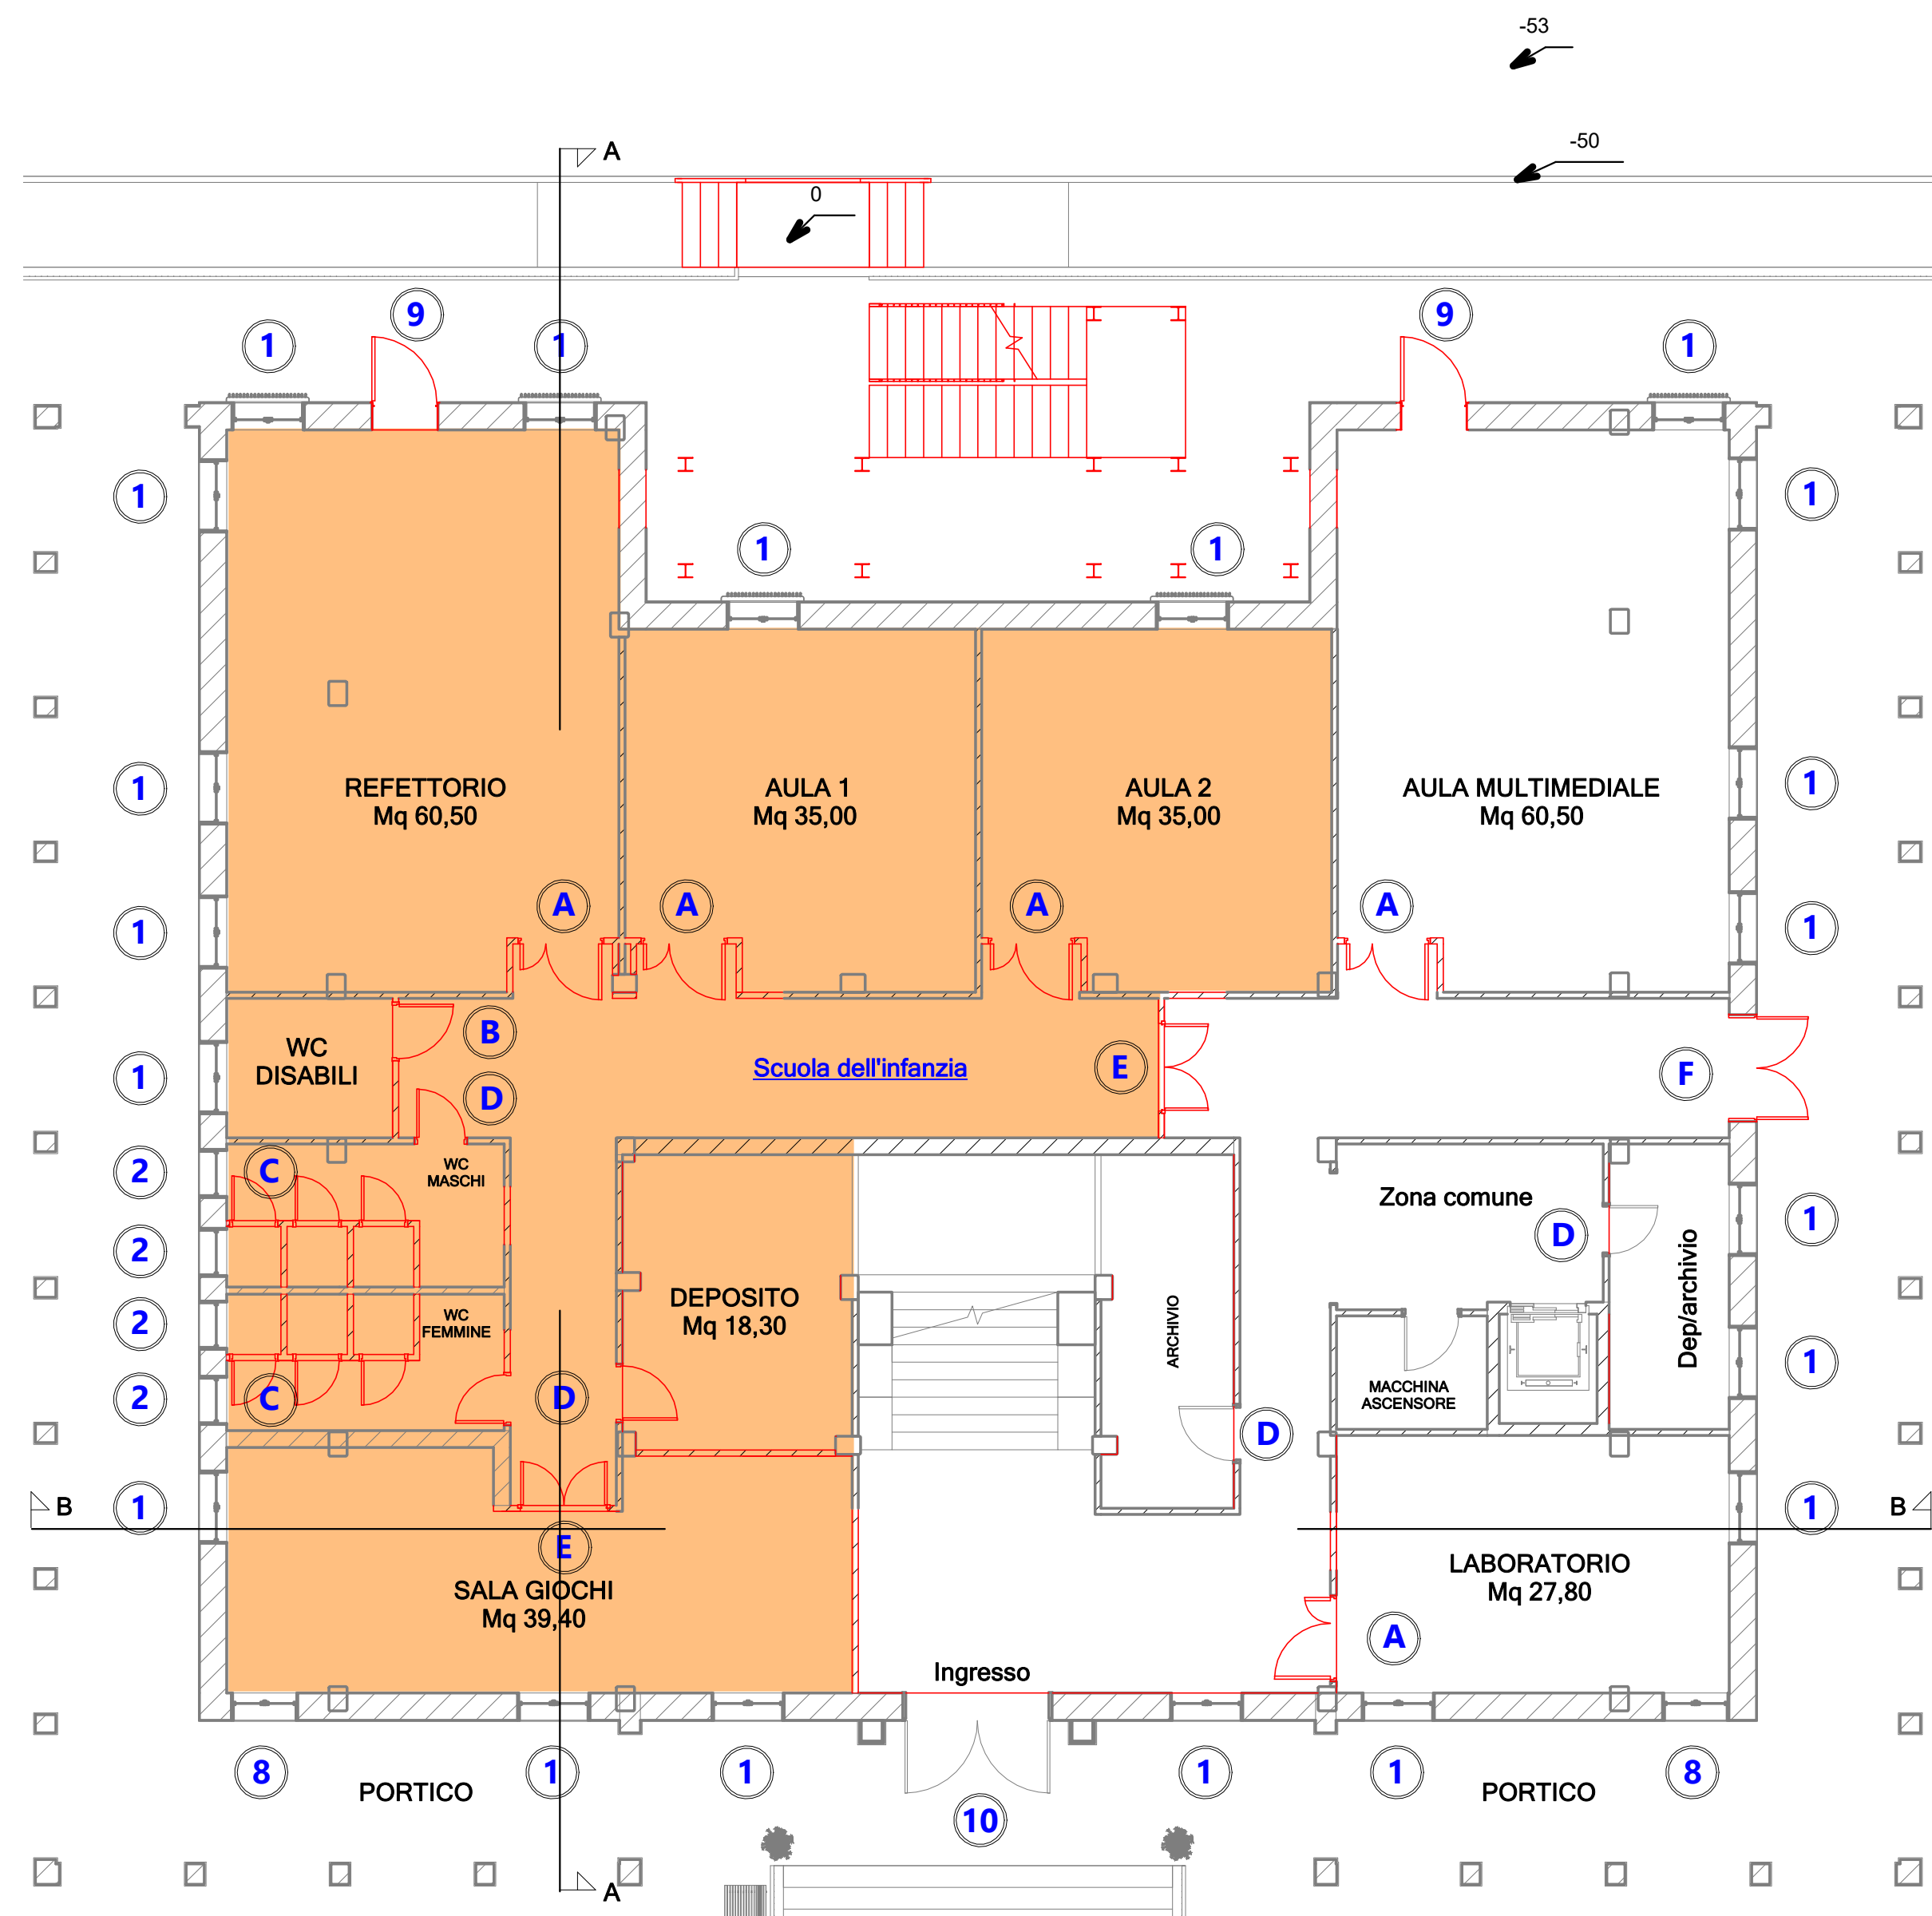 -53
-50
A
0
9
9
1
1
1
1
1
1
1
REFETTORIO
Mq 60,50
AULA 1
Mq 35,00
AULA 2
Mq 35,00
AULA MULTIMEDIALE
Mq 60,50
1
1
A
A
A
A
1
1
B
WC
DISABILI
Scuola dell'infanzia
E
F
1
D
2
C
WC
MASCHI
Zona comune
1
D
2
DEPOSITO
Mq 18,30
ARCHIVIO
Dep/archivio
2
WC
FEMMINE
1
MACCHINA
ASCENSORE
2
C
D
D
B
1
1
B
E
SALA GIOCHI
Mq 39,40
LABORATORIO
Mq 27,80
A
Ingresso
8
1
1
1
1
8
PORTICO
PORTICO
10
A